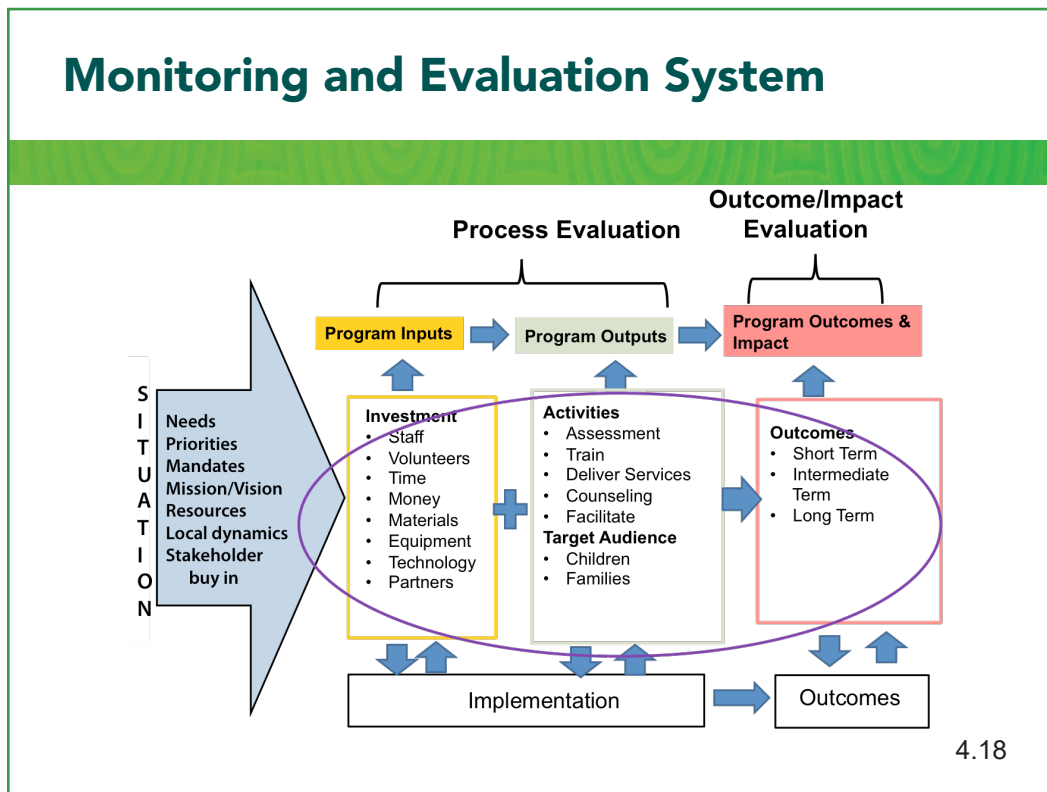 Monitoring and Evaluation System
Process Evaluation
Outcome/Impact
Evaluation
Program Inputs
Program Outputs
Program Outcomes &
Impact
SITUATION
Needs
Priorities
Mandates
Mission/Vision
Resources
Local dynamics
Stakeholder
buy in
Investment
• Staff
• Volunteers
• Time
• Money
• Materials
• Equipment
• Technology
• Partners
Activities
• Assessment
• Train
• Deliver Services
• Counseling
• Facilitate
Target Audience
• Children
• Families
Outcomes
• Short Term
• Intermediate
Term
• Long Term
Implementation
Outcomes
4.18